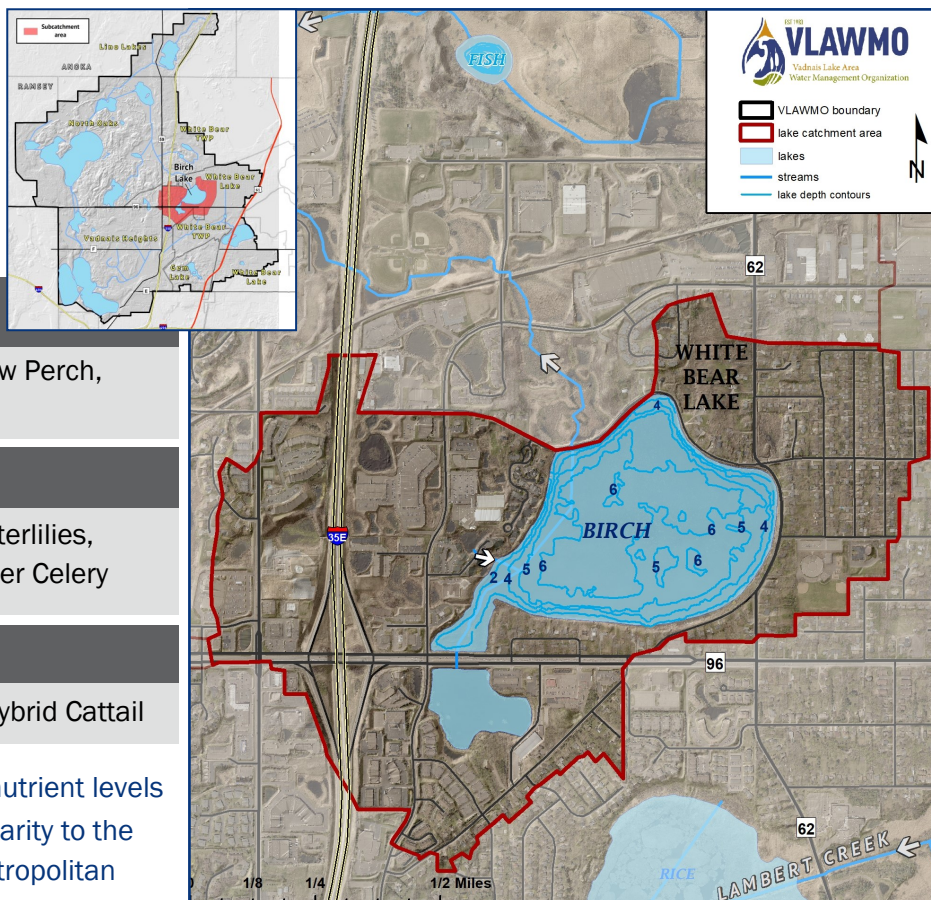 Subcatchment
area
Lino Lakes
ANOKA
RAMSEY
North Oaks
White Bear
TWP
Birch
Lake
White Bear
Lake
White Bear
TWP
Vadnais Heights
Gem
Lake
White Bear
Lake
FISH
EST 1983
VLAWMO
Vadnais Lake Area
Water Management Organization
VLAWMO boundary
lake catchment area
lakes
streams
lake depth contours
N
62
WHITE
BEAR
LAKE
4
6
BIRCH
6
5
4
35E
2
4
5
6
5
6
96
62
RICE
LAMBERT CREEK
0
1/8
1/4
1/2 Miles
w Perch,
terlilies,
er Celery
ybrid Cattail
nutrient levels
arity to the
tropolitan